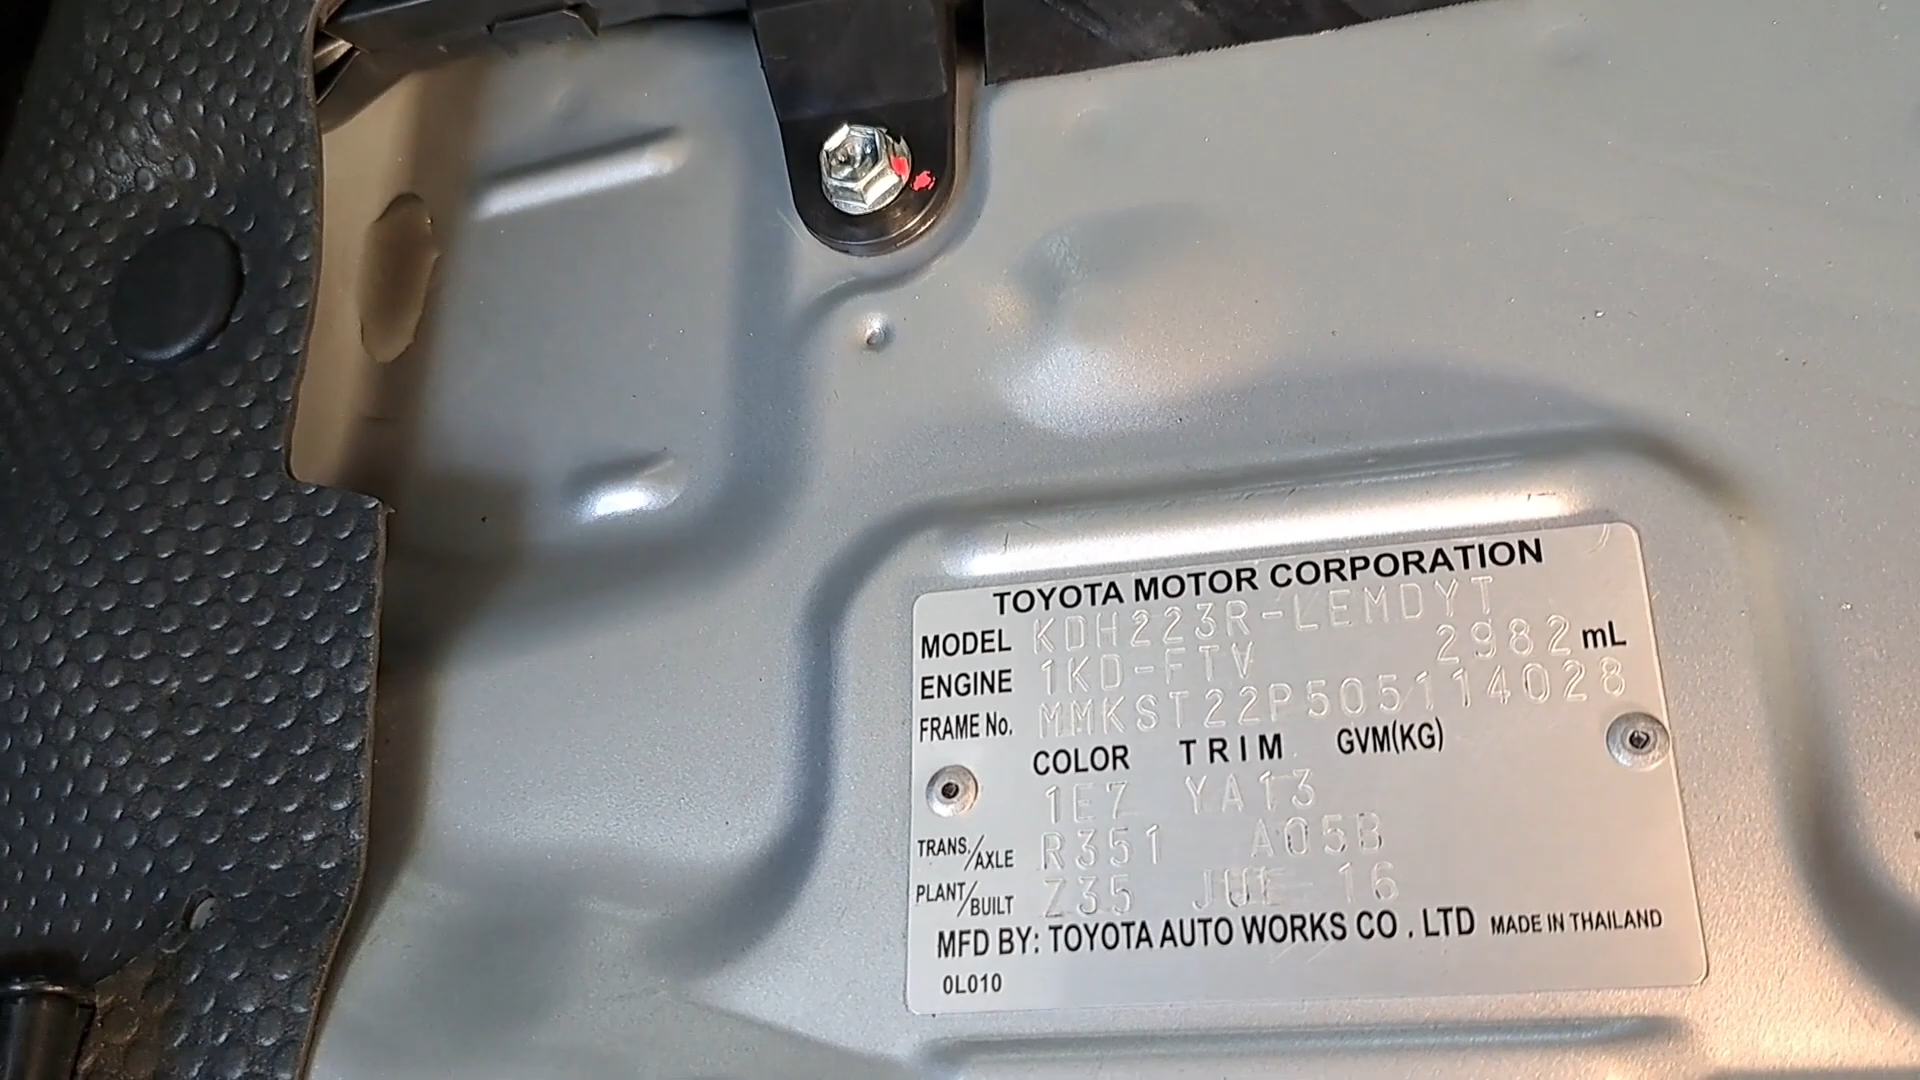 TOYOTA MOTOR CORPORATION
MODEL KDH223R-LEMDYT
ENGINE 1KD-FTV 2982 mL
FRAME No. MMKST22P505114028
COLOR TRIM GVM(KG)
1E7 YA13
TRANS./AXLE R351 A05B
PLANT/BUILT Z35 JUL 16
MFD BY: TOYOTA AUTO WORKS CO . LTD MADE IN THAILAND
0L010